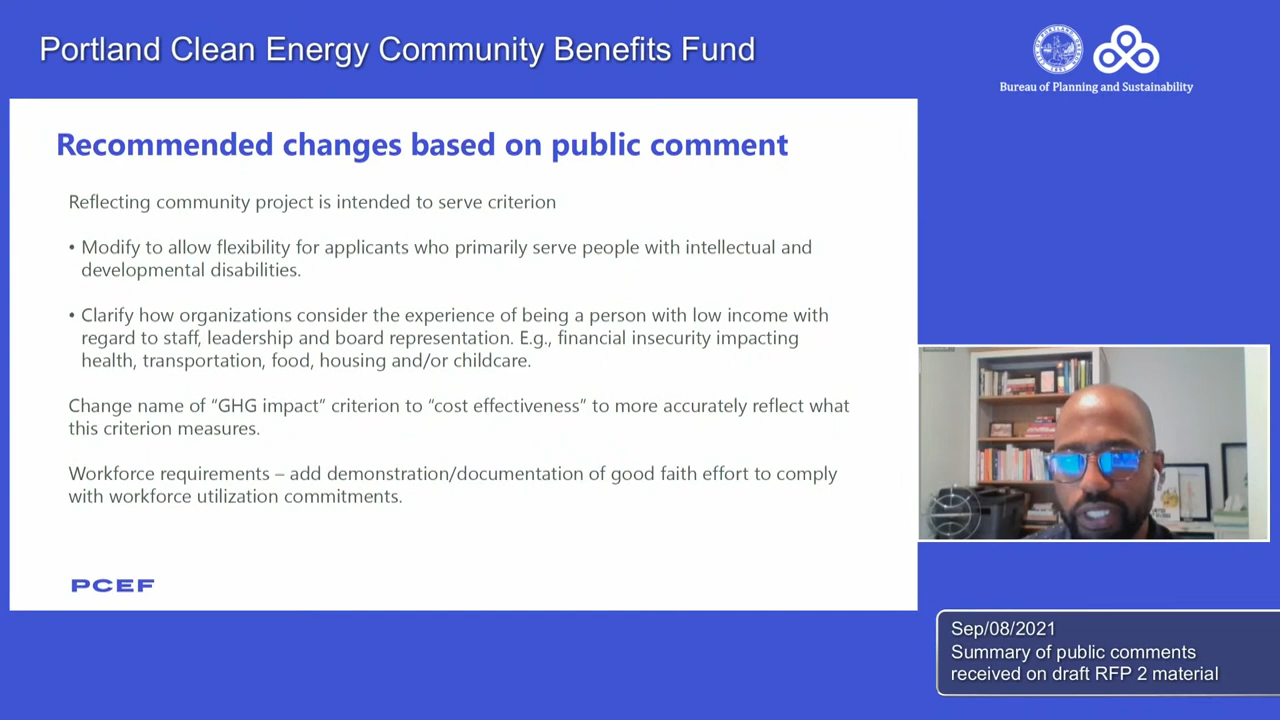 Portland Clean Energy Community Benefits Fund
Bureau of Planning and Sustainability
Recommended changes based on public comment
Reflecting community project is intended to serve criterion
• Modify to allow flexibility for applicants who primarily serve people with intellectual and
developmental disabilities.
• Clarify how organizations consider the experience of being a person with low income with
regard to staff, leadership and board representation. E.g., financial insecurity impacting
health, transportation, food, housing and/or childcare.
Change name of “GHG impact” criterion to “cost effectiveness” to more accurately reflect what
this criterion measures.
Workforce requirements – add demonstration/documentation of good faith effort to comply
with workforce utilization commitments.
PCEF
Sep/08/2021
Summary of public comments
received on draft RFP 2 material